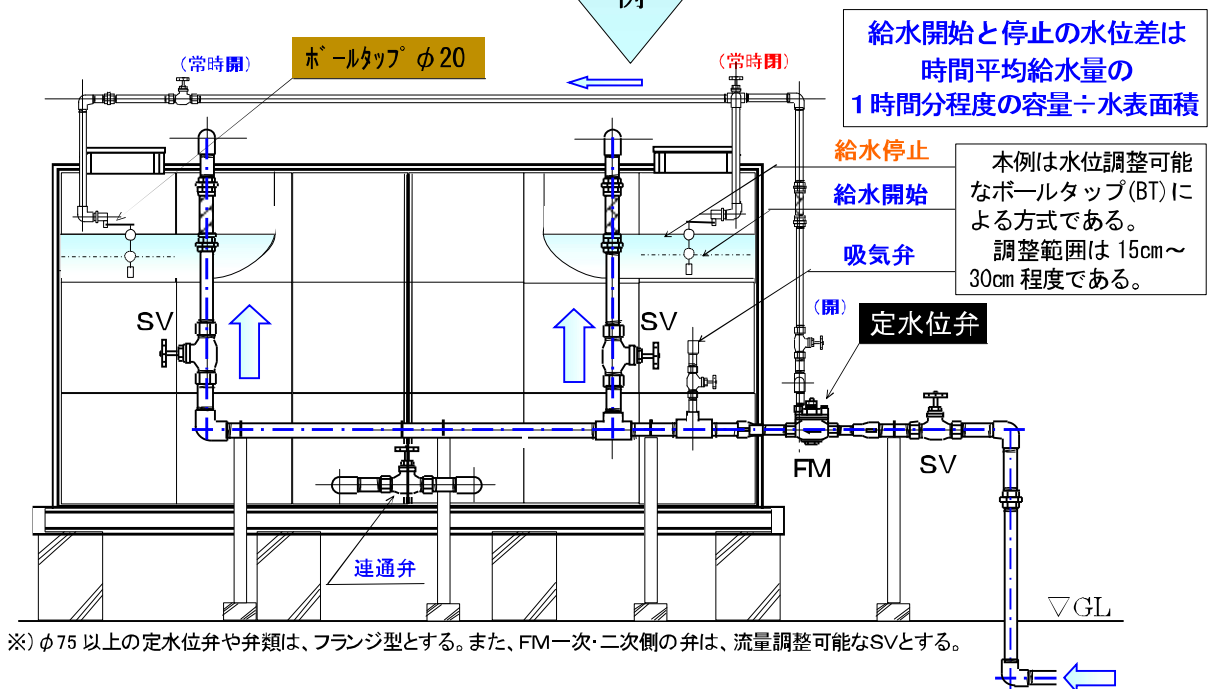 例
給水開始と停止の水位差は
時間平均給水量の
1時間分程度の容量÷水表面積
ボールタップ φ20
(常時開)
(常時閉)
給水停止
給水開始
吸気弁
本例は水位調整可能
なボールタップ(BT)に
よる方式である。
調整範囲は 15cm～
30cm 程度である。
(開)
定水位弁
SV
SV
FM
SV
連通弁
▽GL
※)φ75 以上の定水位弁や弁類は、フランジ型とする。また、FM一次・二次側の弁は、流量調整可能なSVとする。